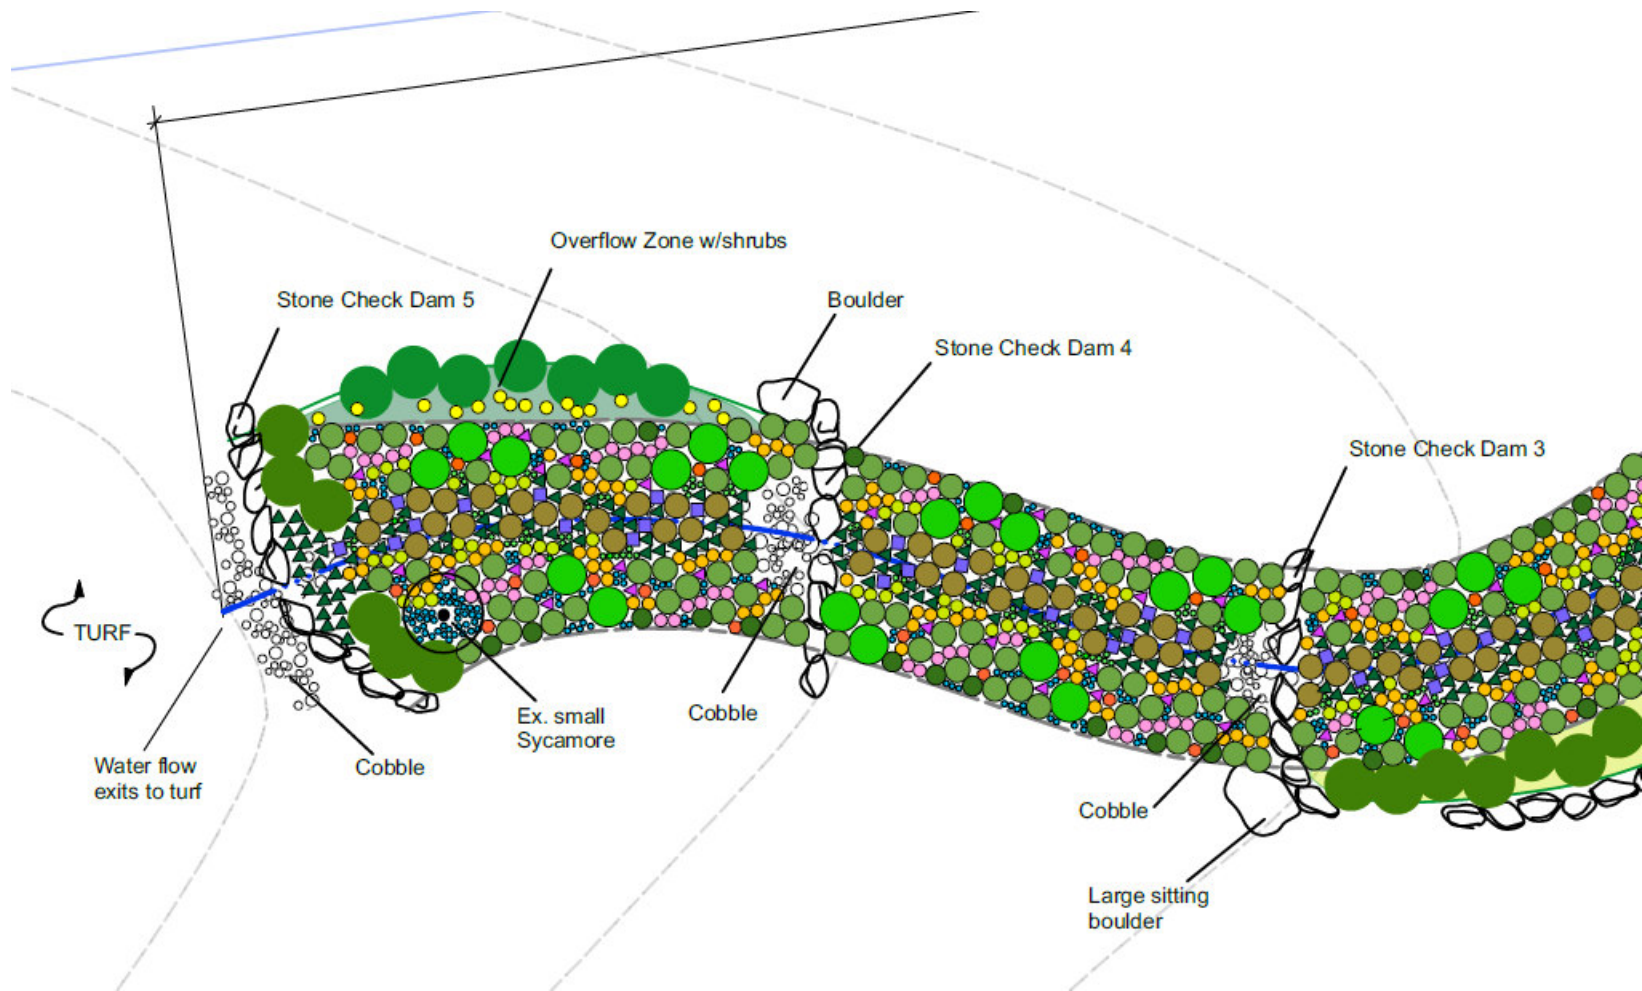 Overflow Zone w/shrubs
Stone Check Dam 5
Boulder
Stone Check Dam 4
Stone Check Dam 3
TURF
Ex. small
Sycamore
Cobble
Water flow
exits to turf
Cobble
Cobble
Large sitting
boulder